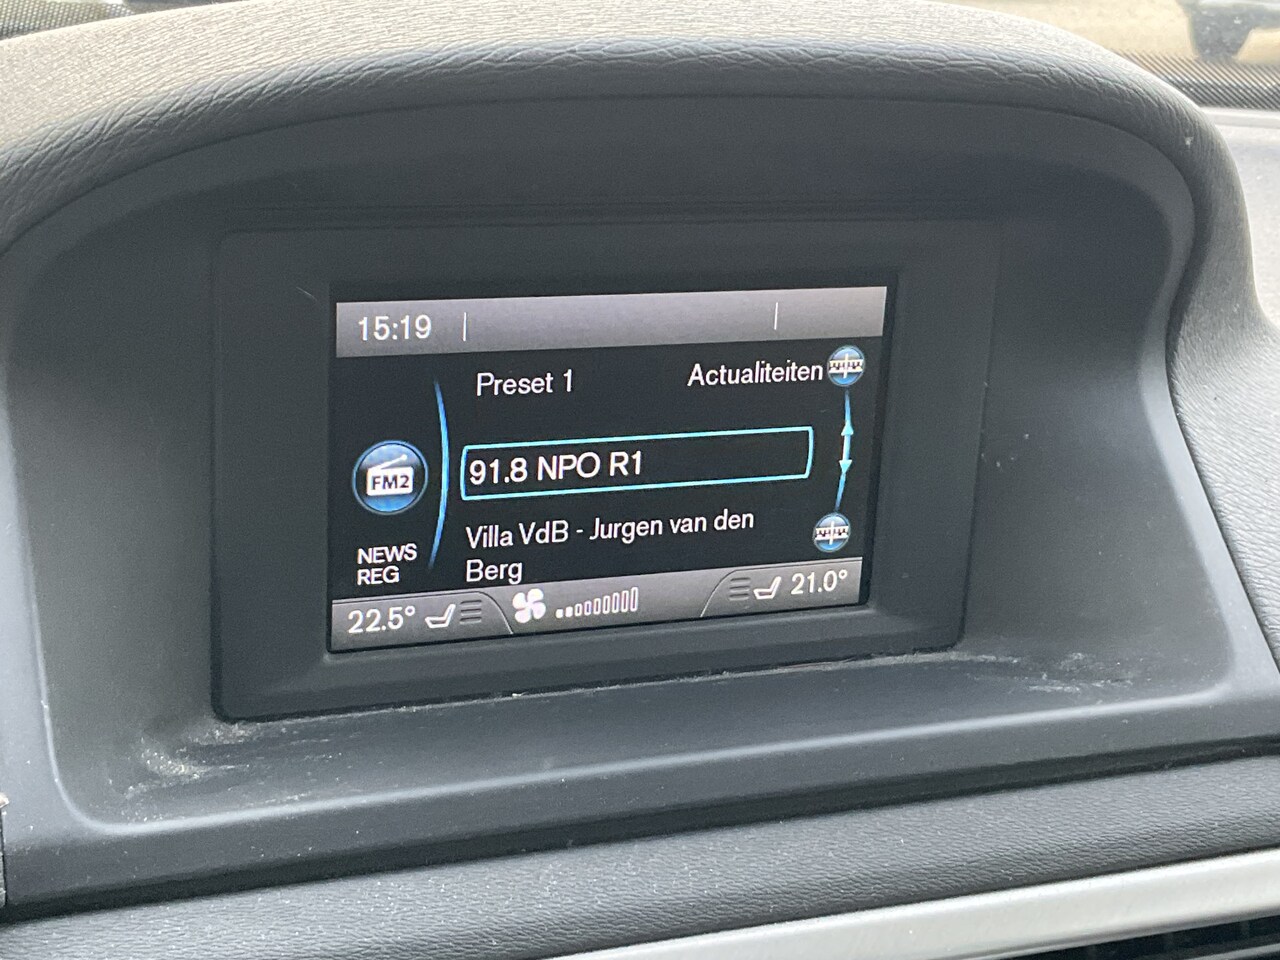 15:19
Preset 1
Actualiteiten
91.8 NPO R1
FM2
Villa VdB - Jurgen van den
Berg
NEWS
REG
22.5°
21.0°